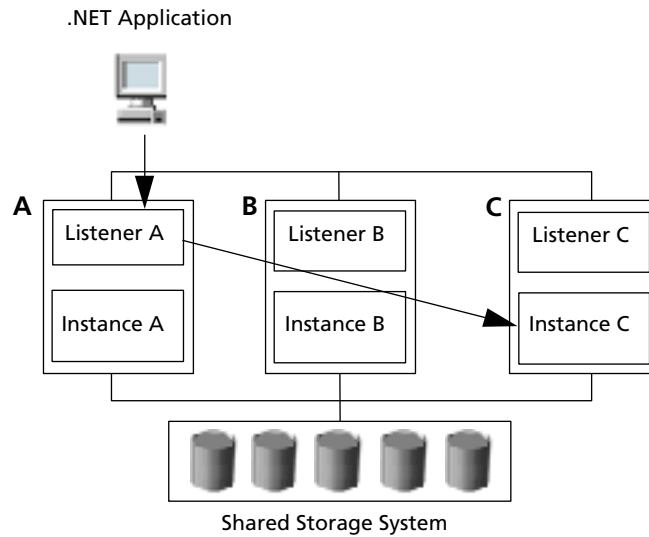 .NET Application
A
B
C
Listener A
Listener B
Listener C
Instance A
Instance B
Instance C
Shared Storage System